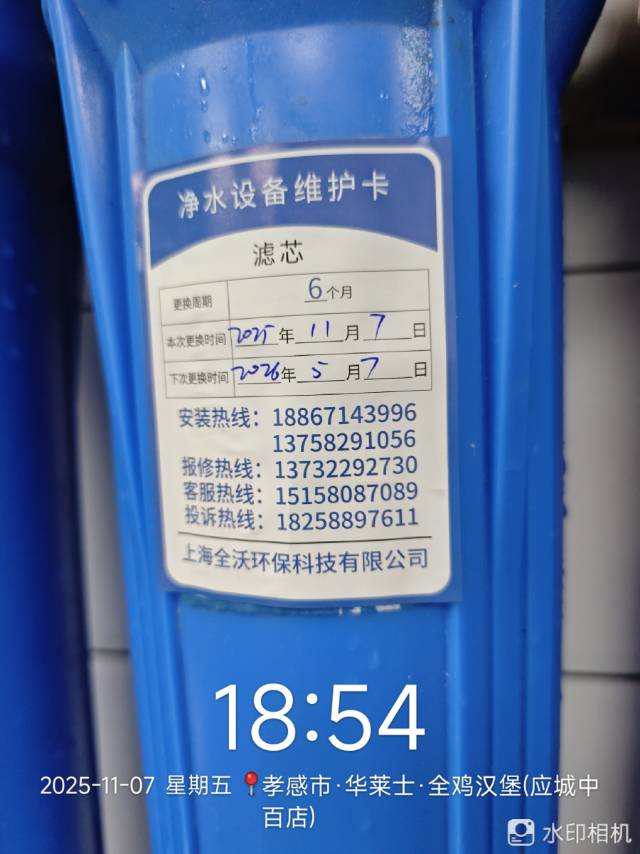 净水设备维护卡
滤芯
更换周期 6个月
本次更换时间 2025年11月7日
下次更换时间 2026年5月7日
安装热线：18867143996
13758291056
报修热线：13732292730
客服热线：15158087089
投诉热线：18258897611
上海全沃环保科技有限公司
18:54
2025-11-07 星期五 📍孝感市·华莱士·全鸡汉堡(应城中
百店)
水印相机